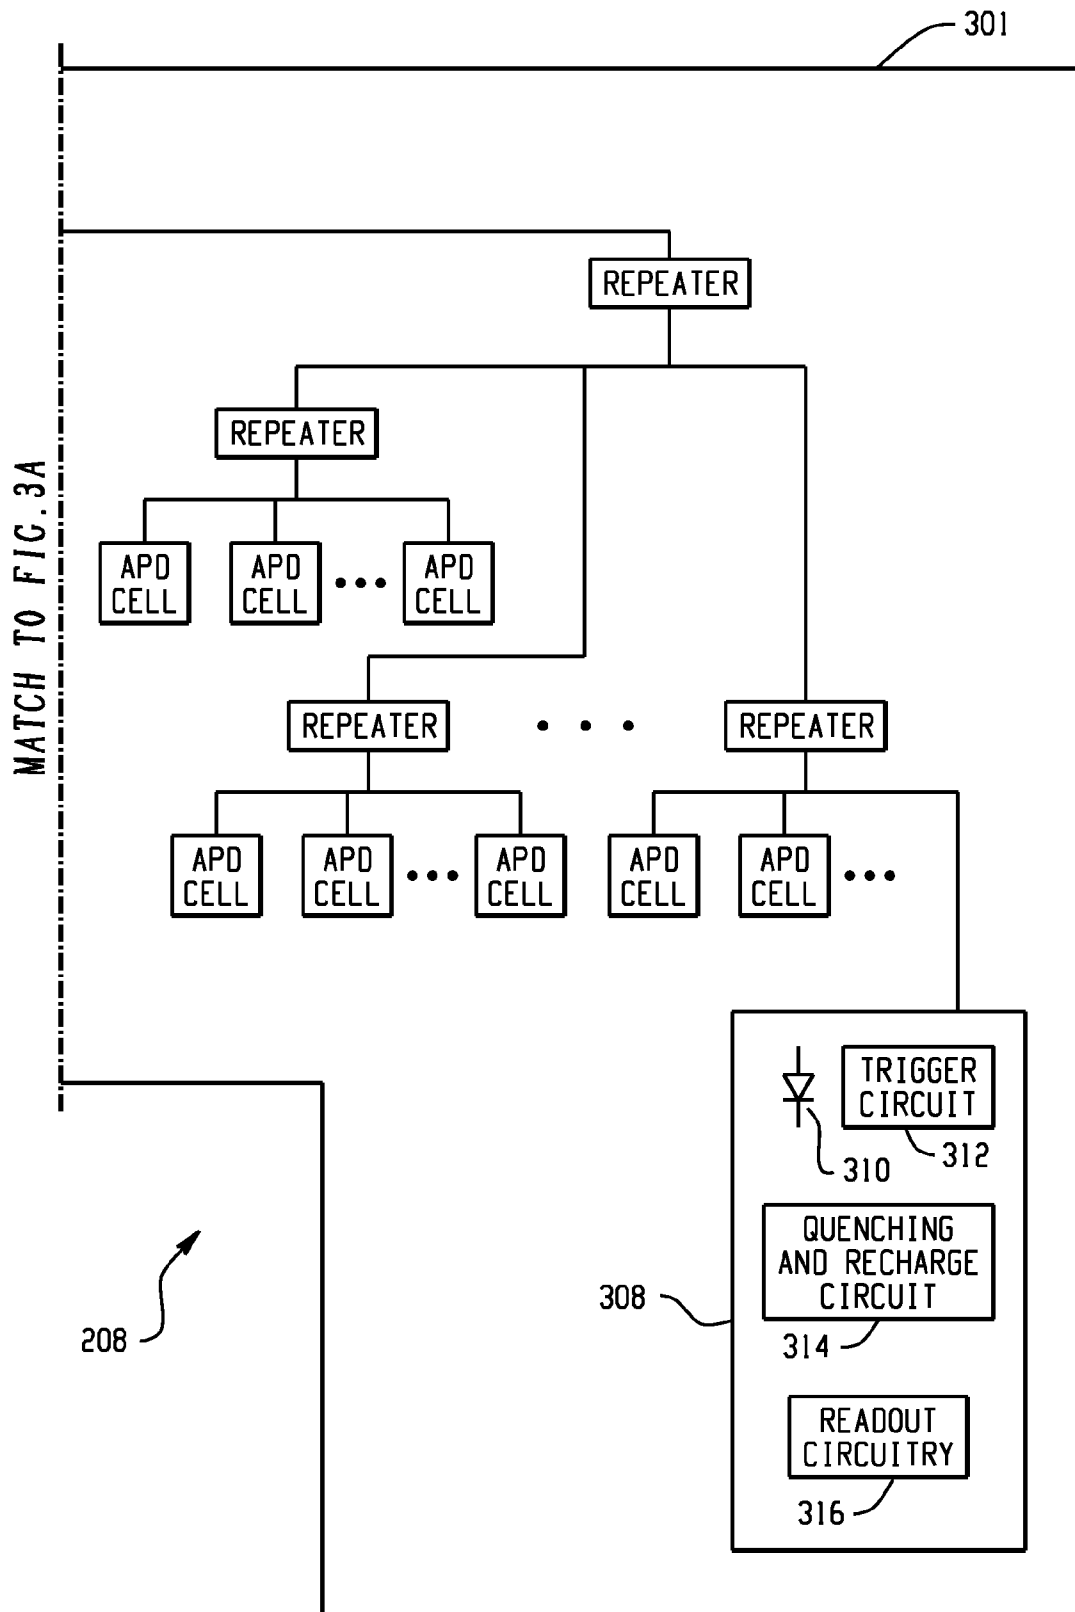 301
REPEATER
REPEATER
MATCH TO FIG.3A
APD
CELL
APD
CELL
APD
CELL
REPEATER
REPEATER
APD
CELL
APD
CELL
APD
CELL
APD
CELL
APD
CELL
TRIGGER
CIRCUIT
310
312
QUENCHING
AND RECHARGE
CIRCUIT
308
314
208
READOUT
CIRCUITRY
316